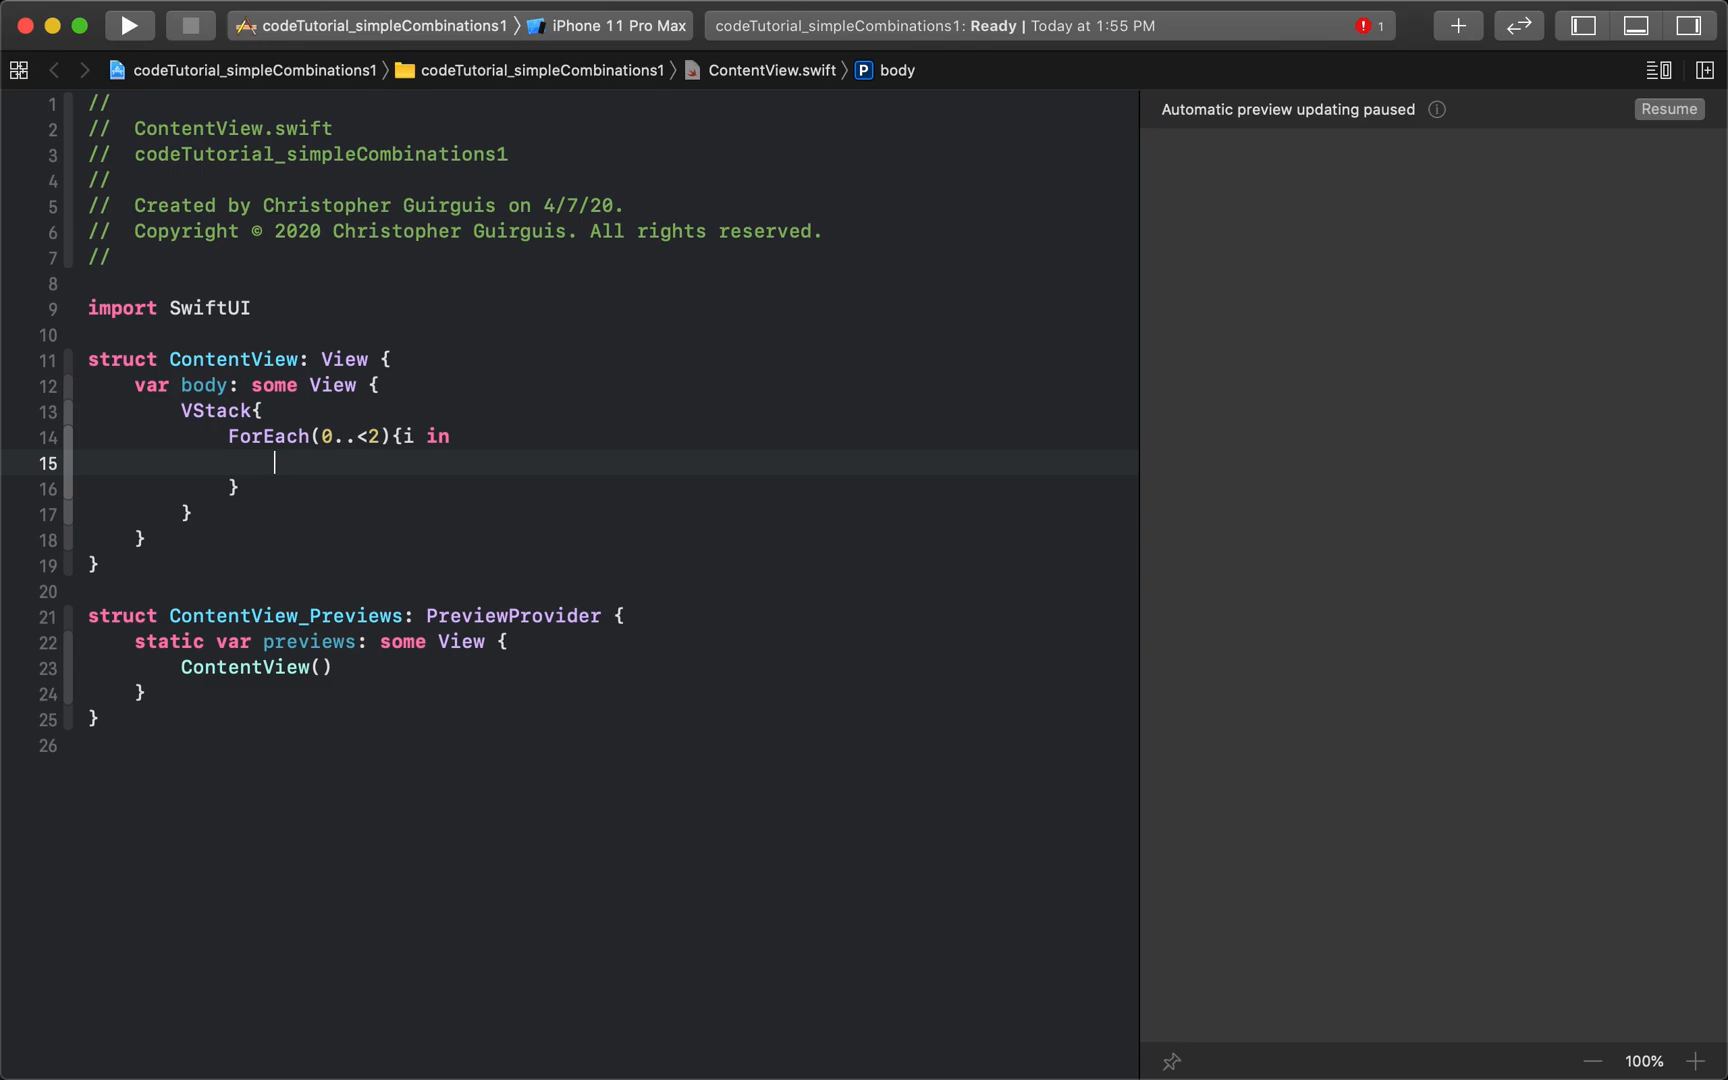 codeTutorial_simpleCombinations1 〉 iPhone 11 Pro Max
codeTutorial_simpleCombinations1: Ready | Today at 1:55 PM
1
codeTutorial_simpleCombinations1 〉 codeTutorial_simpleCombinations1 〉 ContentView.swift 〉 P body
Automatic preview updating paused
Resume
1 //
2 //  ContentView.swift
3 //  codeTutorial_simpleCombinations1
4 //
5 //  Created by Christopher Guirguis on 4/7/20.
6 //  Copyright © 2020 Christopher Guirguis. All rights reserved.
7 //
8
9 import SwiftUI
10
11 struct ContentView: View {
12     var body: some View {
13         VStack{
14             ForEach(0..<2){i in
15
16             }
17         }
18     }
19 }
20
21 struct ContentView_Previews: PreviewProvider {
22     static var previews: some View {
23         ContentView()
24     }
25 }
26
100%